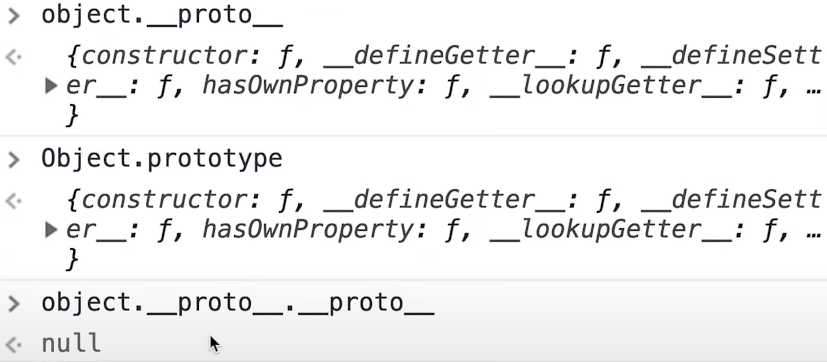 > object.__proto__
<· {constructor: ƒ, __defineGetter__: ƒ, __defineSett
▶ er__: ƒ, hasOwnProperty: ƒ, __lookupGetter__: ƒ, …
}
> Object.prototype
<· {constructor: ƒ, __defineGetter__: ƒ, __defineSett
▶ er__: ƒ, hasOwnProperty: ƒ, __lookupGetter__: ƒ, …
}
> object.__proto__.__proto__
<· null